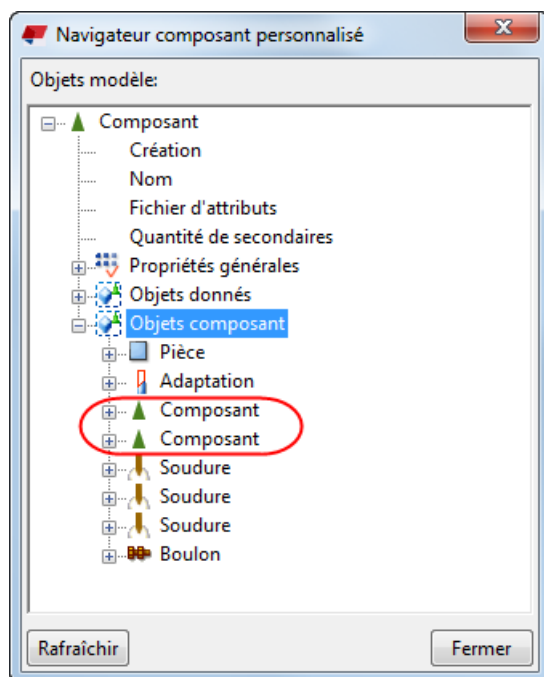 Navigateur composant personnalisé
Objets modèle:
Composant
Création
Nom
Fichier d'attributs
Quantité de secondaires
Propriétés générales
Objets donnés
Objets composant
Pièce
Adaptation
Composant
Composant
Soudure
Soudure
Soudure
Boulon
Rafraîchir
Fermer